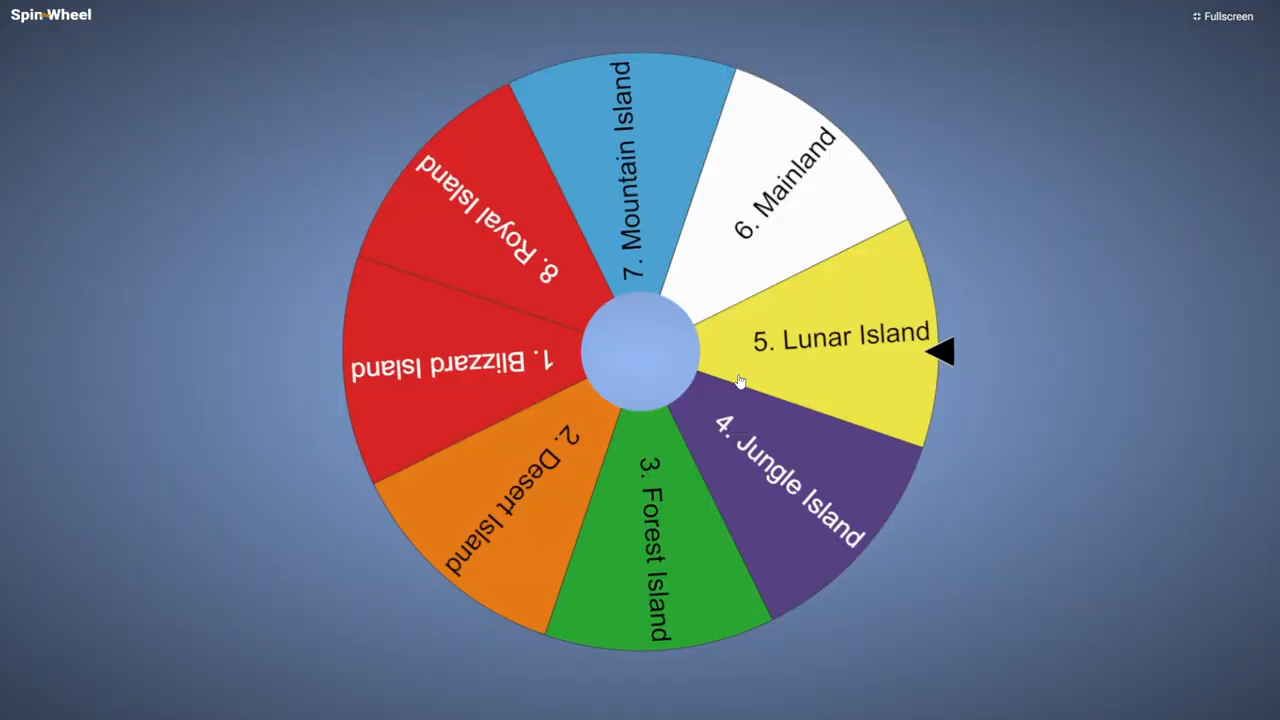 Spin the Wheel
Fullscreen
1. Blizzard Island
2. Desert Island
3. Forest Island
4. Jungle Island
5. Lunar Island
6. Mainland
7. Mountain Island
8. Royal Island